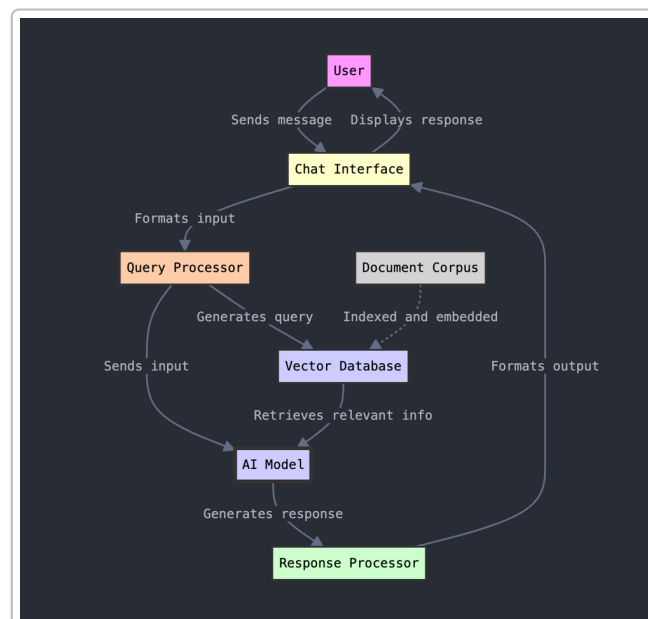 User
Sends message
Displays response
Chat Interface
Formats input
Query Processor
Document Corpus
Generates query
Indexed and embedded
Sends input
Vector Database
Formats output
Retrieves relevant info
AI Model
Generates response
Response Processor